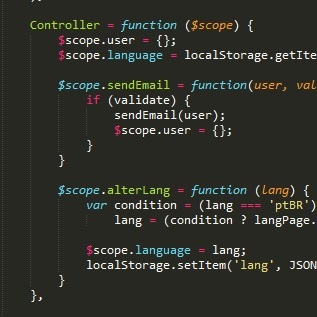 Controller = function ($scope) {
$scope.user = {};
$scope.language = localStorage.getIte
$scope.sendEmail = function(user, val
if (validate) {
sendEmail(user);
$scope.user = {};
}
}
$scope.alterLang = function (lang) {
var condition = (lang === 'ptBR')
lang = (condition ? langPage.
$scope.language = lang;
localStorage.setItem('lang', JSON
}
},